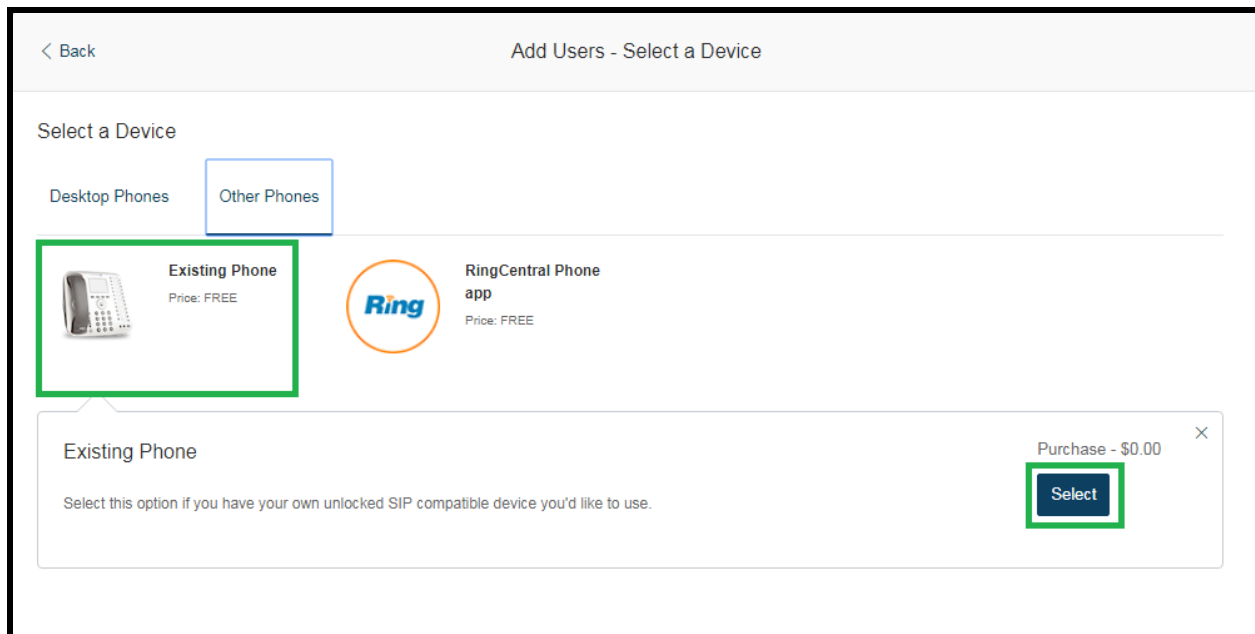 Back
Add Users - Select a Device
Select a Device
Desktop Phones
Other Phones
Existing Phone
Price: FREE
Ring
RingCentral Phone
app
Price: FREE
Existing Phone
Purchase - $0.00
Select this option if you have your own unlocked SIP compatible device you'd like to use.
Select